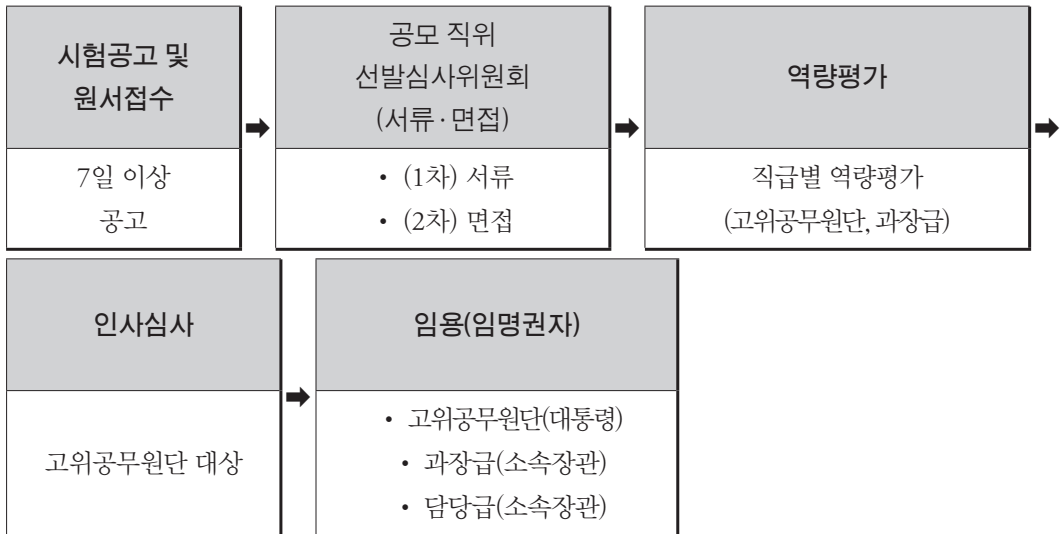 시험공고 및
원서접수
7일 이상
공고
➡
공모 직위
선발심사위원회
(서류·면접)
• (1차) 서류
• (2차) 면접
➡
역량평가
직급별 역량평가
(고위공무원단, 과장급)
➡
인사심사
고위공무원단 대상
➡
임용(임명권자)
• 고위공무원단(대통령)
• 과장급(소속장관)
• 담당급(소속장관)